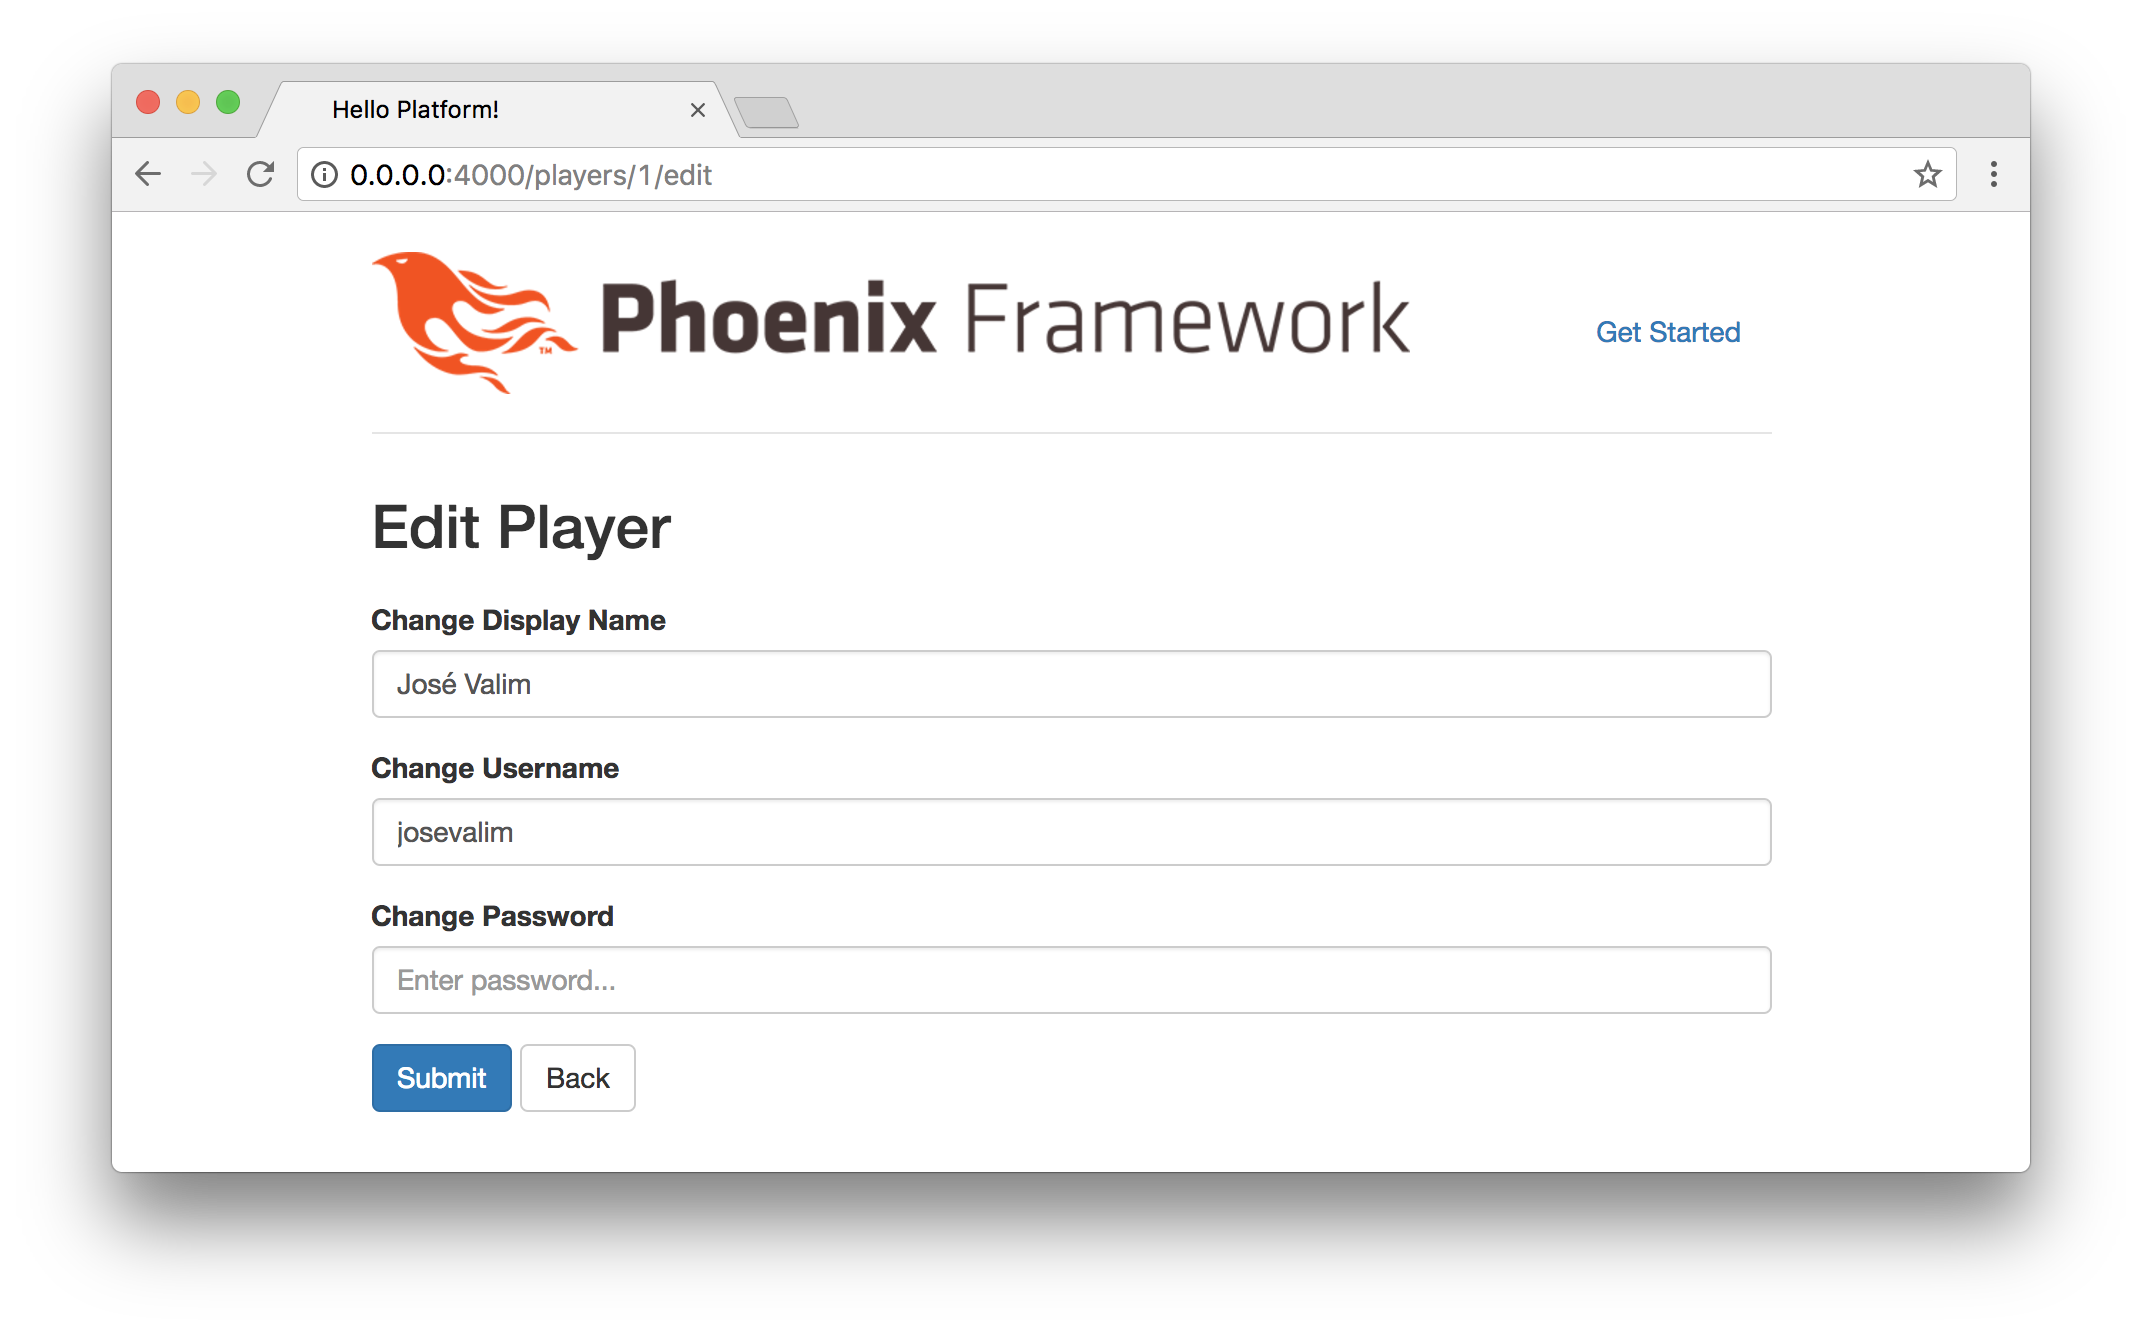 Hello Platform!
0.0.0.0:4000/players/1/edit
Phoenix Framework
TM
Get Started
Edit Player
Change Display Name
José Valim
Change Username
josevalim
Change Password
Enter password...
Submit Back